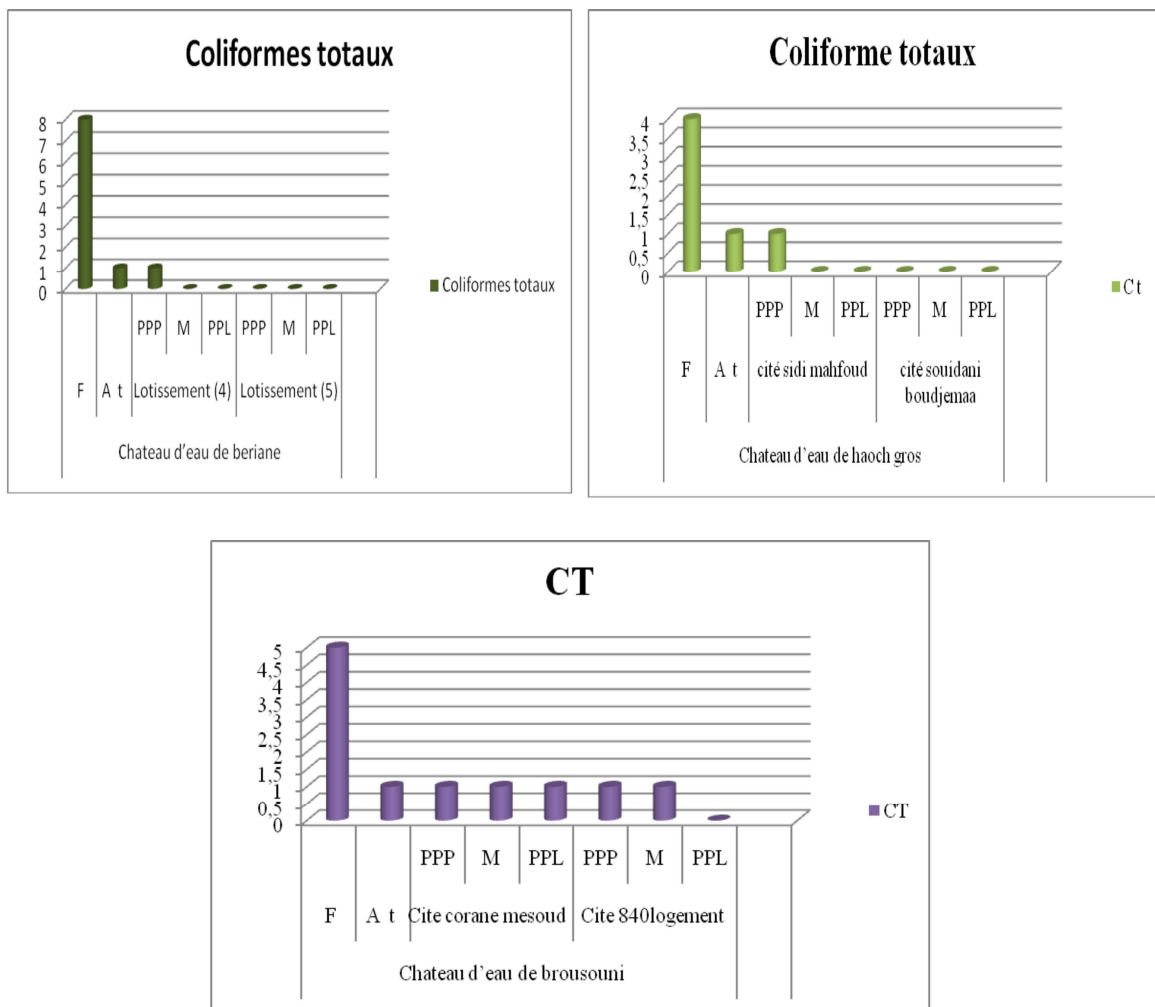 Coliformes totaux
8
7
6
5
4
3
2
1
0
Coliformes totaux
PPP M PPL PPP M PPL
F A t Lotissement (4) Lotissement (5)
Chateau d'eau de beriane
Coliforme totaux
4
3,5
3
2,5
2
1,5
1
0,5
0
Ct
PPP M PPL PPP M PPL
F A t cité sidi mahfoud cité souidani
boudjemaa
Chateau d'eau de haoch gros
CT
5
4,5
4
3,5
3
2,5
2
1,5
1
0,5
0
CT
PPP M PPL PPP M PPL
F A t Cite corane mesoud Cite 840logement
Chateau d'eau de brousouni